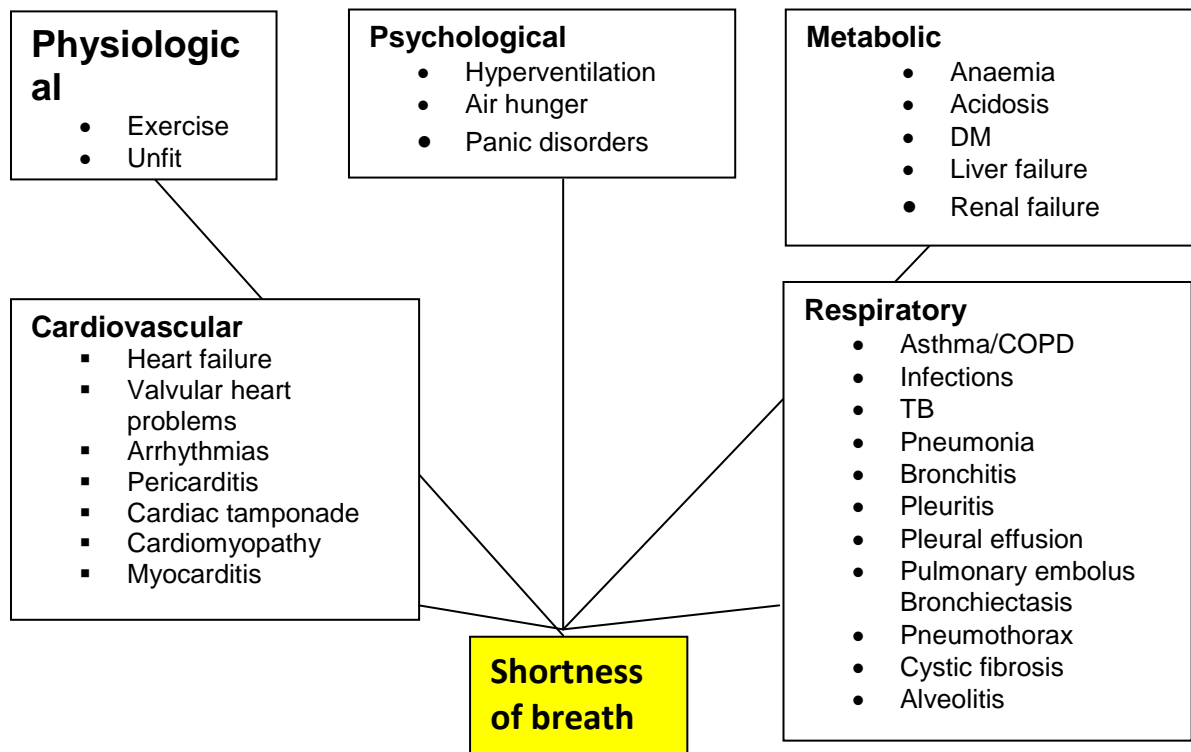 Physiologic
al
• Exercise
• Unfit
Psychological
• Hyperventilation
• Air hunger
• Panic disorders
Metabolic
• Anaemia
• Acidosis
• DM
• Liver failure
• Renal failure
Cardiovascular
▪ Heart failure
▪ Valvular heart
problems
▪ Arrhythmias
▪ Pericarditis
▪ Cardiac tamponade
▪ Cardiomyopathy
▪ Myocarditis
Respiratory
• Asthma/COPD
• Infections
• TB
• Pneumonia
• Bronchitis
• Pleuritis
• Pleural effusion
• Pulmonary embolus
Bronchiectasis
• Pneumothorax
• Cystic fibrosis
• Alveolitis
Shortness
of breath